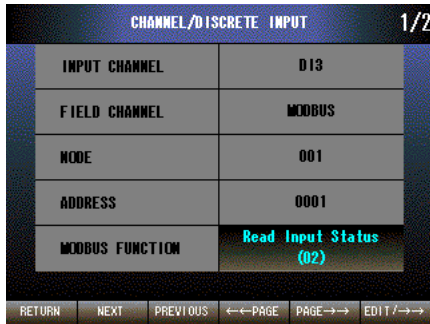 CHANNEL/DISCRETE INPUT 1/2
INPUT CHANNEL DI3
FIELD CHANNEL MODBUS
NODE 001
ADDRESS 0001
MODBUS FUNCTION Read Input Status
(02)
RETURN NEXT PREVIOUS ←←PAGE PAGE→→ EDIT/→→